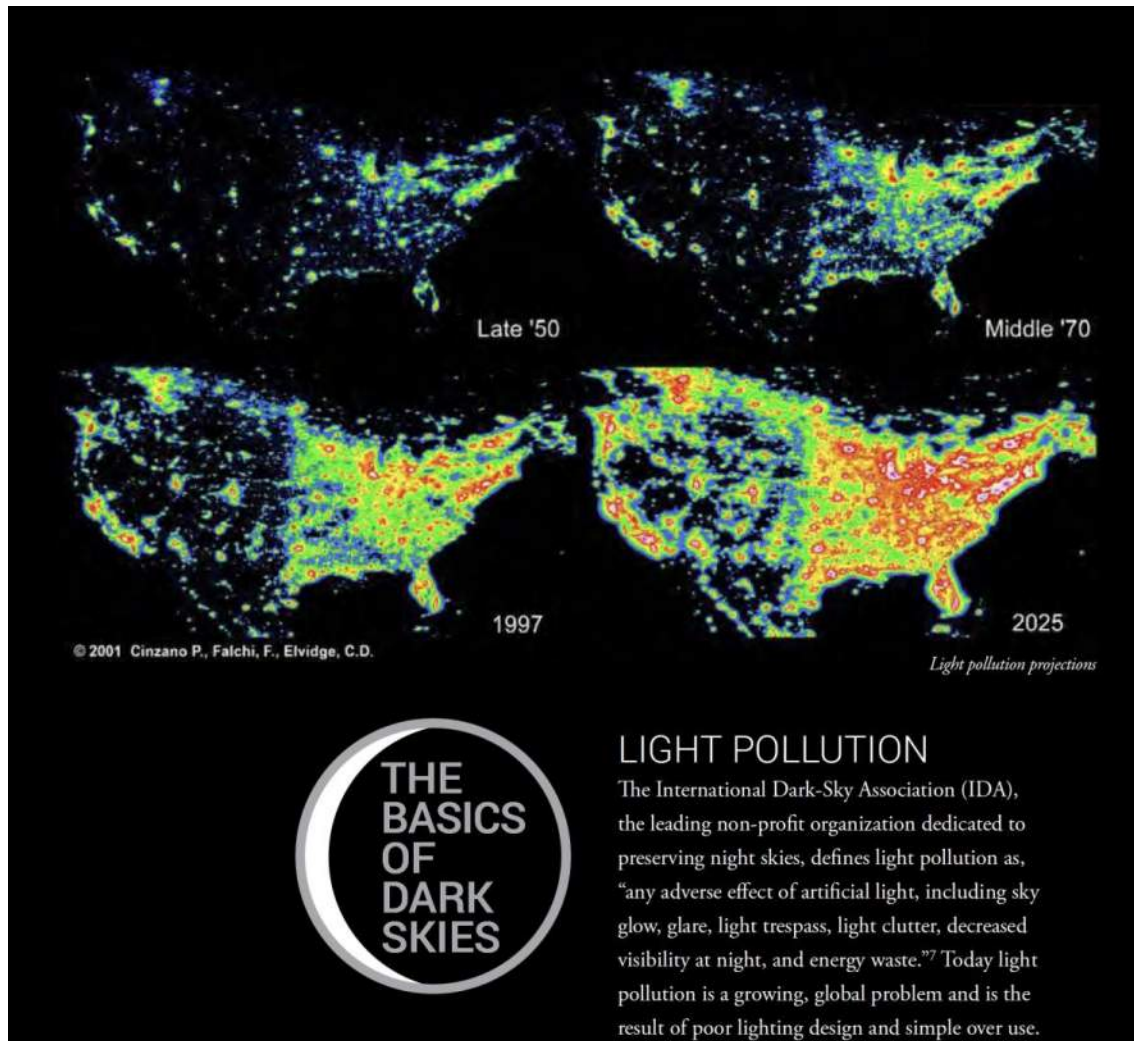 Late '50
Middle '70
1997
2025
© 2001 Cinzano P., Falchi, F., Elvidge, C.D.
Light pollution projections
THE
BASICS
OF
DARK
SKIES
LIGHT POLLUTION
The International Dark-Sky Association (IDA),
the leading non-profit organization dedicated to
preserving night skies, defines light pollution as,
“any adverse effect of artificial light, including sky
glow, glare, light trespass, light clutter, decreased
visibility at night, and energy waste.”7 Today light
pollution is a growing, global problem and is the
result of poor lighting design and simple over use.